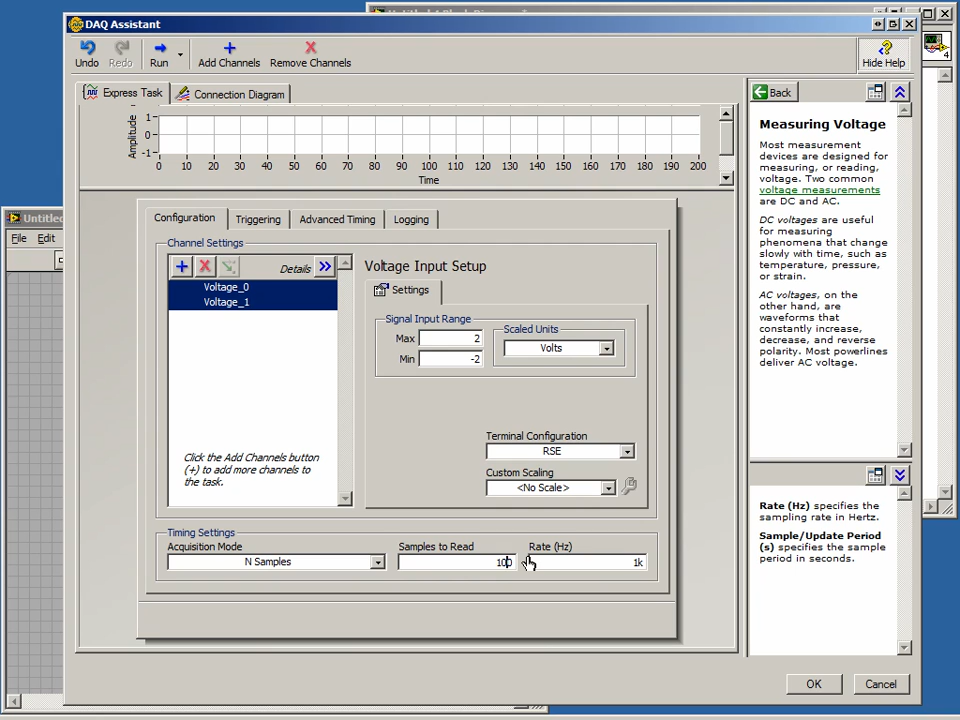 DAQ Assistant
Undo
Redo
Run
Add Channels
Remove Channels
Hide Help
4
Express Task
Connection Diagram
Amplitude
1
0
-1
0 10 20 30 40 50 60 70 80 90 100 110 120 130 140 150 160 170 180 190 200
Time
Untitled
File Edit
Configuration
Triggering
Advanced Timing
Logging
Channel Settings
Details
Voltage_0
Voltage_1
Click the Add Channels button
(+) to add more channels to
the task.
Voltage Input Setup
Settings
Signal Input Range
Max 2
Min -2
Scaled Units
Volts
Terminal Configuration
RSE
Custom Scaling
<No Scale>
Timing Settings
Acquisition Mode
N Samples
Samples to Read
100
Rate (Hz)
1k
Back
Measuring Voltage
Most measurement
devices are designed for
measuring, or reading,
voltage. Two common
voltage measurements
are DC and AC.
DC voltages are useful
for measuring
phenomena that change
slowly with time, such as
temperature, pressure,
or strain.
AC voltages, on the
other hand, are
waveforms that
constantly increase,
decrease, and reverse
polarity. Most powerlines
deliver AC voltage.
Rate (Hz) specifies the
sampling rate in Hertz.
Sample/Update Period
(s) specifies the sample
period in seconds.
OK
Cancel